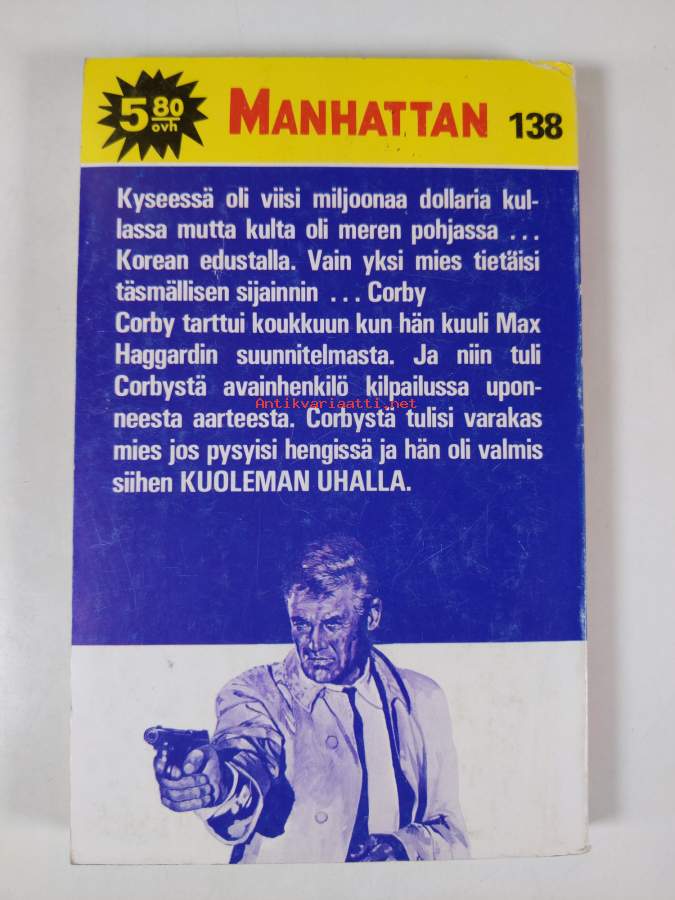 5 80
ovh
MANHATTAN 138
Kyseessä oli viisi miljoonaa dollaria kul-
lassa mutta kulta oli meren pohjassa ...
Korean edustalla. Vain yksi mies tietäisi
täsmällisen sijainnin ... Corby
Corby tarttui koukkuun kun hän kuuli Max
Haggardin suunnitelmasta. Ja niin tuli
Corbystä avainhenkilö kilpailussa upon-
Antikvariaatti.net
neesta aarteesta. Corbystä tulisi varakas
mies jos pysyisi hengissä ja hän oli valmis
siihen KUOLEMAN UHALLA.